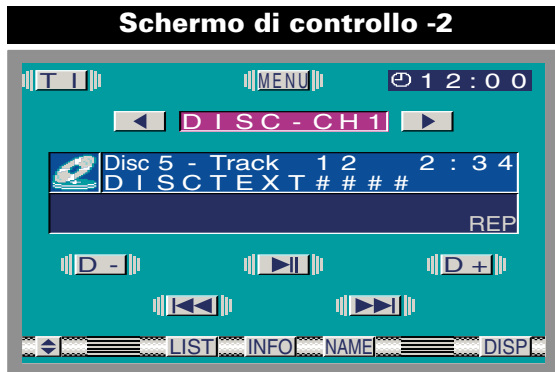 Schermo di controllo -2
TI MENU 12:00
DISC-CH1
Disc 5 - Track 12 2:34
DISCTEXT####
REP
D - D +
LIST INFO NAME DISP